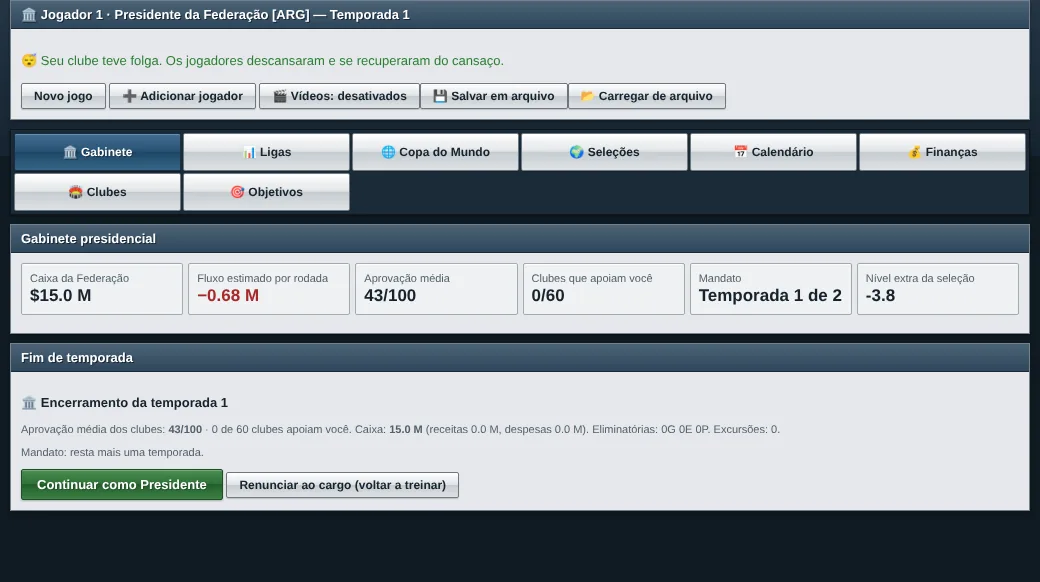 🏛️ Jogador 1 · Presidente da Federação [ARG] — Temporada 1
😴 Seu clube teve folga. Os jogadores descansaram e se recuperaram do cansaço.
Novo jogo ➕ Adicionar jogador 🎬 Vídeos: desativados 💾 Salvar em arquivo 📂 Carregar de arquivo
🏛️ Gabinete 📊 Ligas 🌐 Copa do Mundo 🌍 Seleções 📅 Calendário 💰 Finanças
🏟️ Clubes 🎯 Objetivos
Gabinete presidencial
Caixa da Federação Fluxo estimado por rodada Aprovação média Clubes que apoiam você Mandato Nível extra da seleção
$15.0 M −0.68 M 43/100 0/60 Temporada 1 de 2 -3.8
Fim de temporada
🏛️ Encerramento da temporada 1
Aprovação média dos clubes: 43/100 · 0 de 60 clubes apoiam você. Caixa: 15.0 M (receitas 0.0 M, despesas 0.0 M). Eliminatórias: 0G 0E 0P. Excursões: 0.
Mandato: resta mais uma temporada.
Continuar como Presidente Renunciar ao cargo (voltar a treinar)